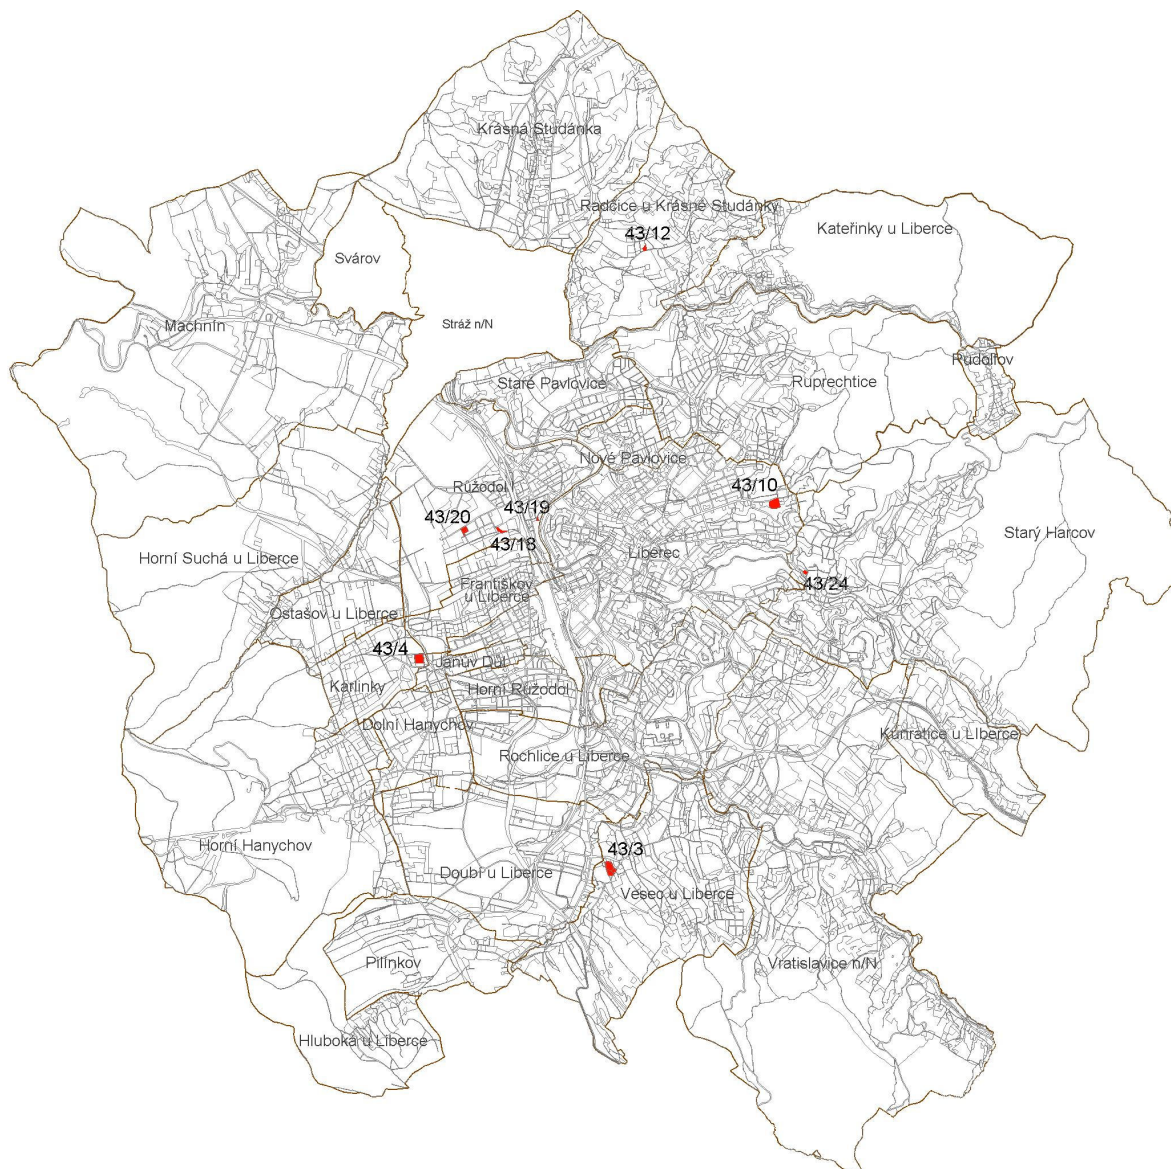 Krásná Studánka
Radčice u Krásné Studánky
43/12
Kateřinky u Liberce
Svárov
Stráž n/N
Machnín
Rudolfov
Staré Pavlovice
Ruprechtice
Nové Pavlovice
Růžodol I
43/10
43/19
43/20
43/18
Starý Harcov
Liberec
Horní Suchá u Liberce
43/24
Františkov
u Liberce
Ostašov u Liberce
43/4
Janův Důl
Karlinky
Horní Růžodol
Dolní Hanychov
Kunratice u LIberce
Rochlice u Liberce
Horní Hanychov
43/3
Doubí u Liberce
Vesec u Liberce
Pilínkov
Vratislavice n/N
Hluboká u Liberce